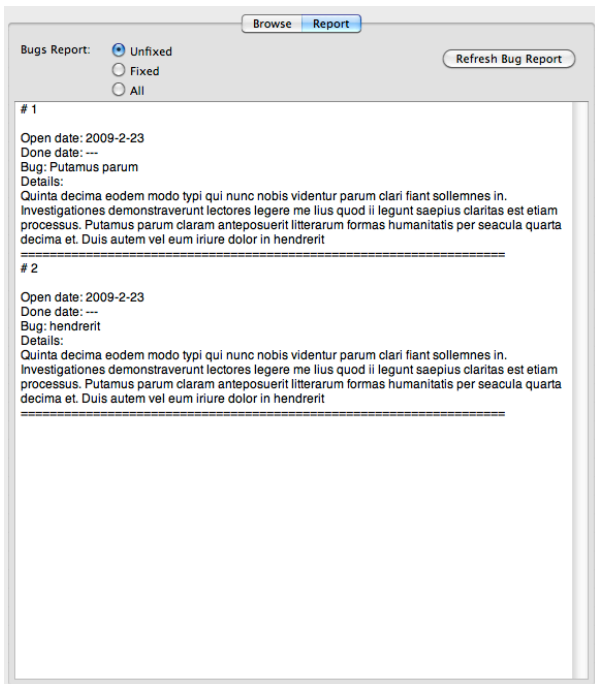 Browse Report
Bugs Report: Unfixed
Refresh Bug Report
Fixed
All
# 1
Open date: 2009-2-23
Done date: ---
Bug: Putamus parum
Details:
Quinta decima eodem modo typi qui nunc nobis videntur parum clari fiant sollemnes in.
Investigationes demonstraverunt lectores legere me lius quod ii legunt saepius claritas est etiam
processus. Putamus parum claram anteposuerit litterarum formas humanitatis per seacula quarta
decima et. Duis autem vel eum iriure dolor in hendrerit
====================================================================
# 2
Open date: 2009-2-23
Done date: ---
Bug: hendrerit
Details:
Quinta decima eodem modo typi qui nunc nobis videntur parum clari fiant sollemnes in.
Investigationes demonstraverunt lectores legere me lius quod ii legunt saepius claritas est etiam
processus. Putamus parum claram anteposuerit litterarum formas humanitatis per seacula quarta
decima et. Duis autem vel eum iriure dolor in hendrerit
====================================================================